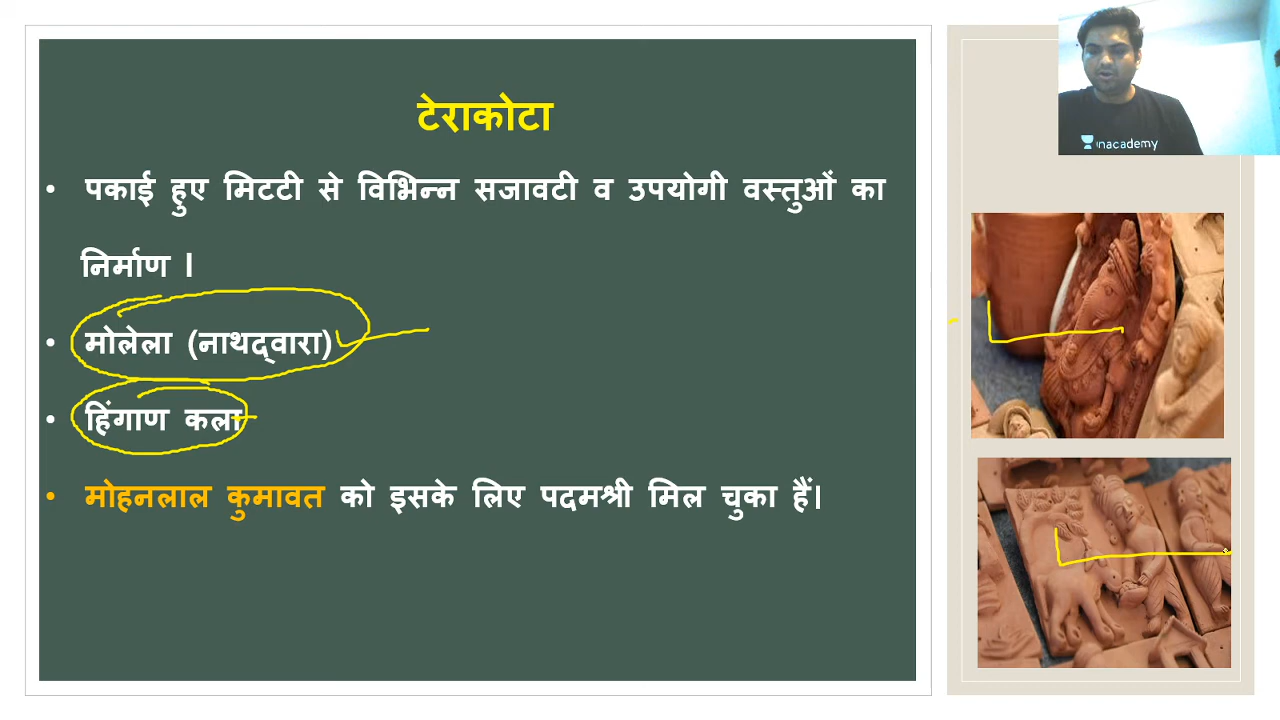 टेराकोटा
• पकाई हुए मिटटी से विभिन्न सजावटी व उपयोगी वस्तुओं का
निर्माण ।
• मोलेला (नाथद्वारा)
• हिंगाण कला
• मोहनलाल कुमावत को इसके लिए पदमश्री मिल चुका हैं।
unacademy